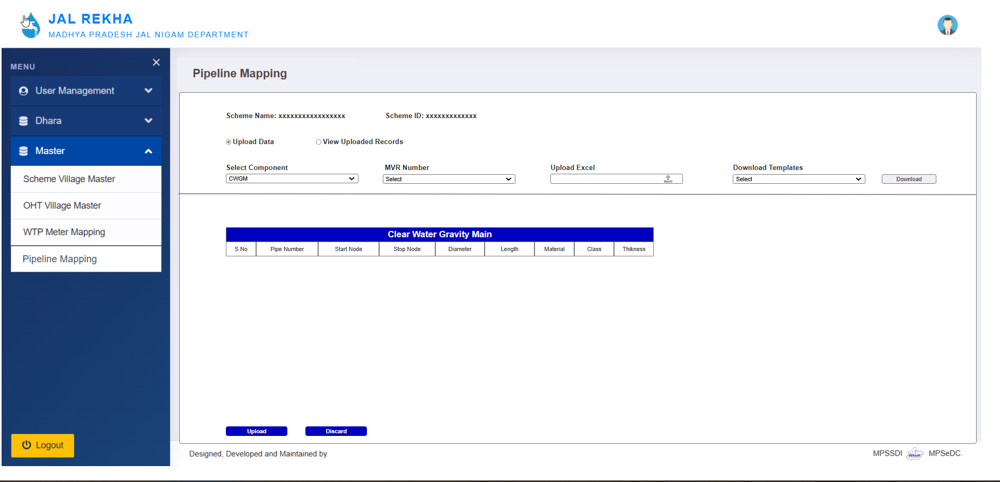 JAL REKHA
MADHYA PRADESH JAL NIGAM DEPARTMENT
MENU
User Management
Dhara
Master
Scheme Village Master
OHT Village Master
WTP Meter Mapping
Pipeline Mapping
Logout
Pipeline Mapping
Scheme Name: xxxxxxxxxxxxxxxxx Scheme ID: xxxxxxxxxxxxx
Upload Data View Uploaded Records
Select Component MVR Number Upload Excel Download Templates
CWGM Select Select Download
Clear Water Gravity Main
S.No Pipe Number Start Node Stop Node Diameter Length Material Class Thikness
Upload Discard
Designed, Developed and Maintained by MPSSDI MPSeDC.